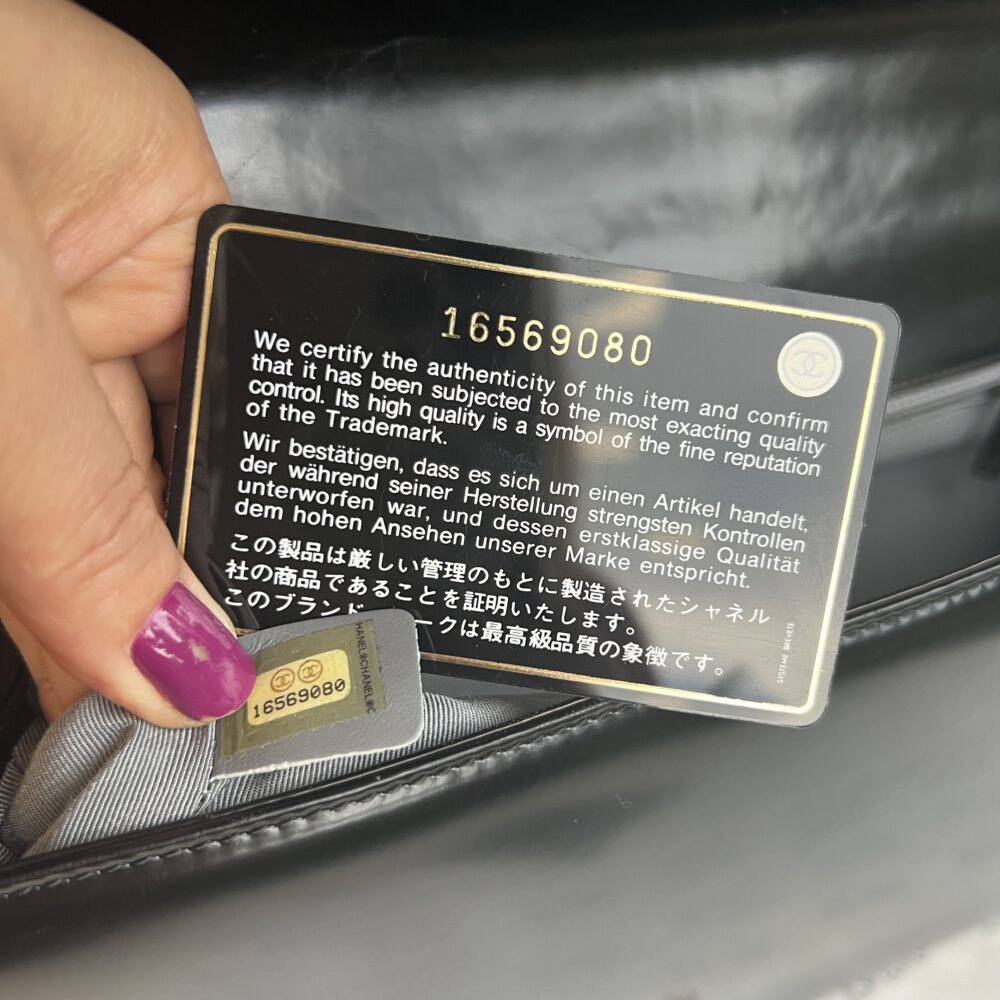 16569080
We certify the authenticity of this item and confirm
that it has been subjected to the most exacting quality
control. Its high quality is a symbol of the fine reputation
of the Trademark.
Wir bestätigen, dass es sich um einen Artikel handelt,
der während seiner Herstellung strengsten Kontrollen
unterworfen war, und dessen erstklassige Qualität
dem hohen Ansehen unserer Marke entspricht.
この製品は厳しい管理のもとに製造されたシャネル
社の商品であることを証明いたします。
このブランド ークは最高級品質の象徴です。
SYSTEME BREVETE
HANEL®CHANEL®C
16569080